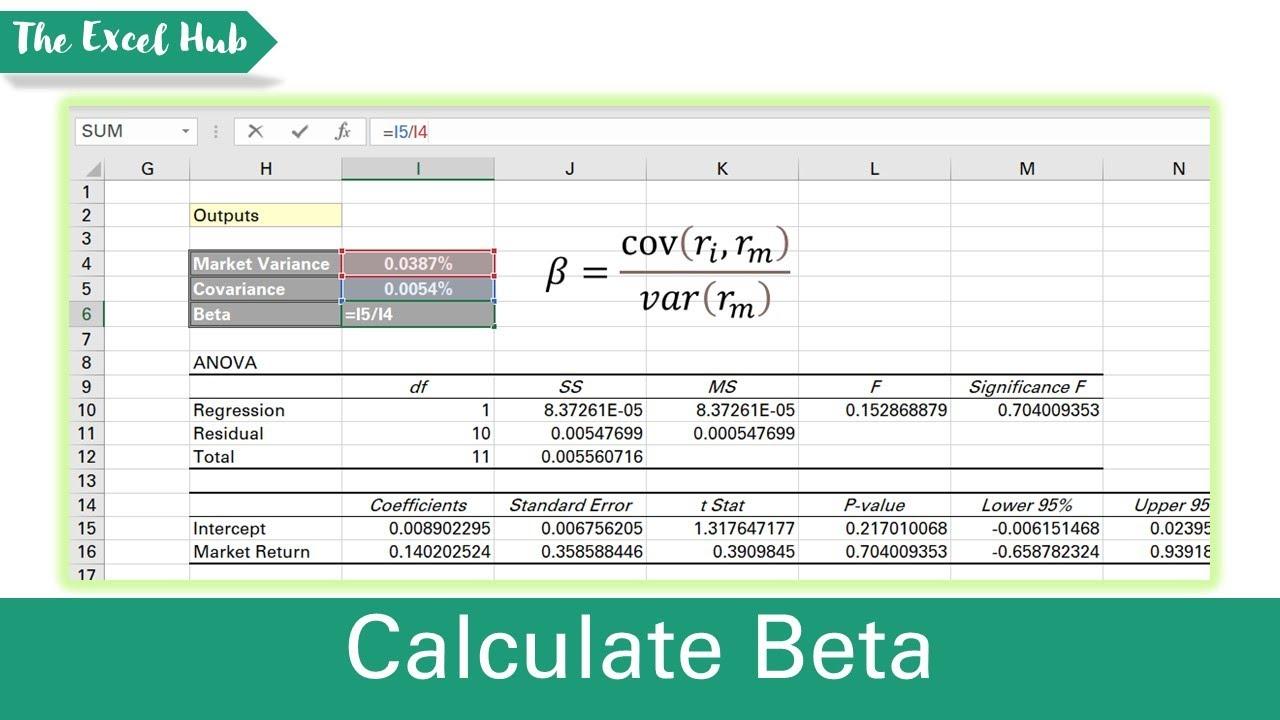 The Excel Hub
SUM =I5/I4
G H I J K L M N
1
2 Outputs
3
4 Market Variance 0.0387%
5 Covariance 0.0054%
6 Beta =I5/I4
β = cov(rᵢ, rₘ) / var(rₘ)
7
8 ANOVA
9 df SS MS F Significance F
10 Regression 1 8.37261E-05 8.37261E-05 0.152868879 0.704009353
11 Residual 10 0.00547699 0.000547699
12 Total 11 0.005560716
13
14 Coefficients Standard Error t Stat P-value Lower 95% Upper 95
15 Intercept 0.008902295 0.006756205 1.317647177 0.217010068 -0.006151468 0.02395
16 Market Return 0.140202524 0.358588446 0.3909845 0.704009353 -0.658782324 0.93918
17
Calculate Beta